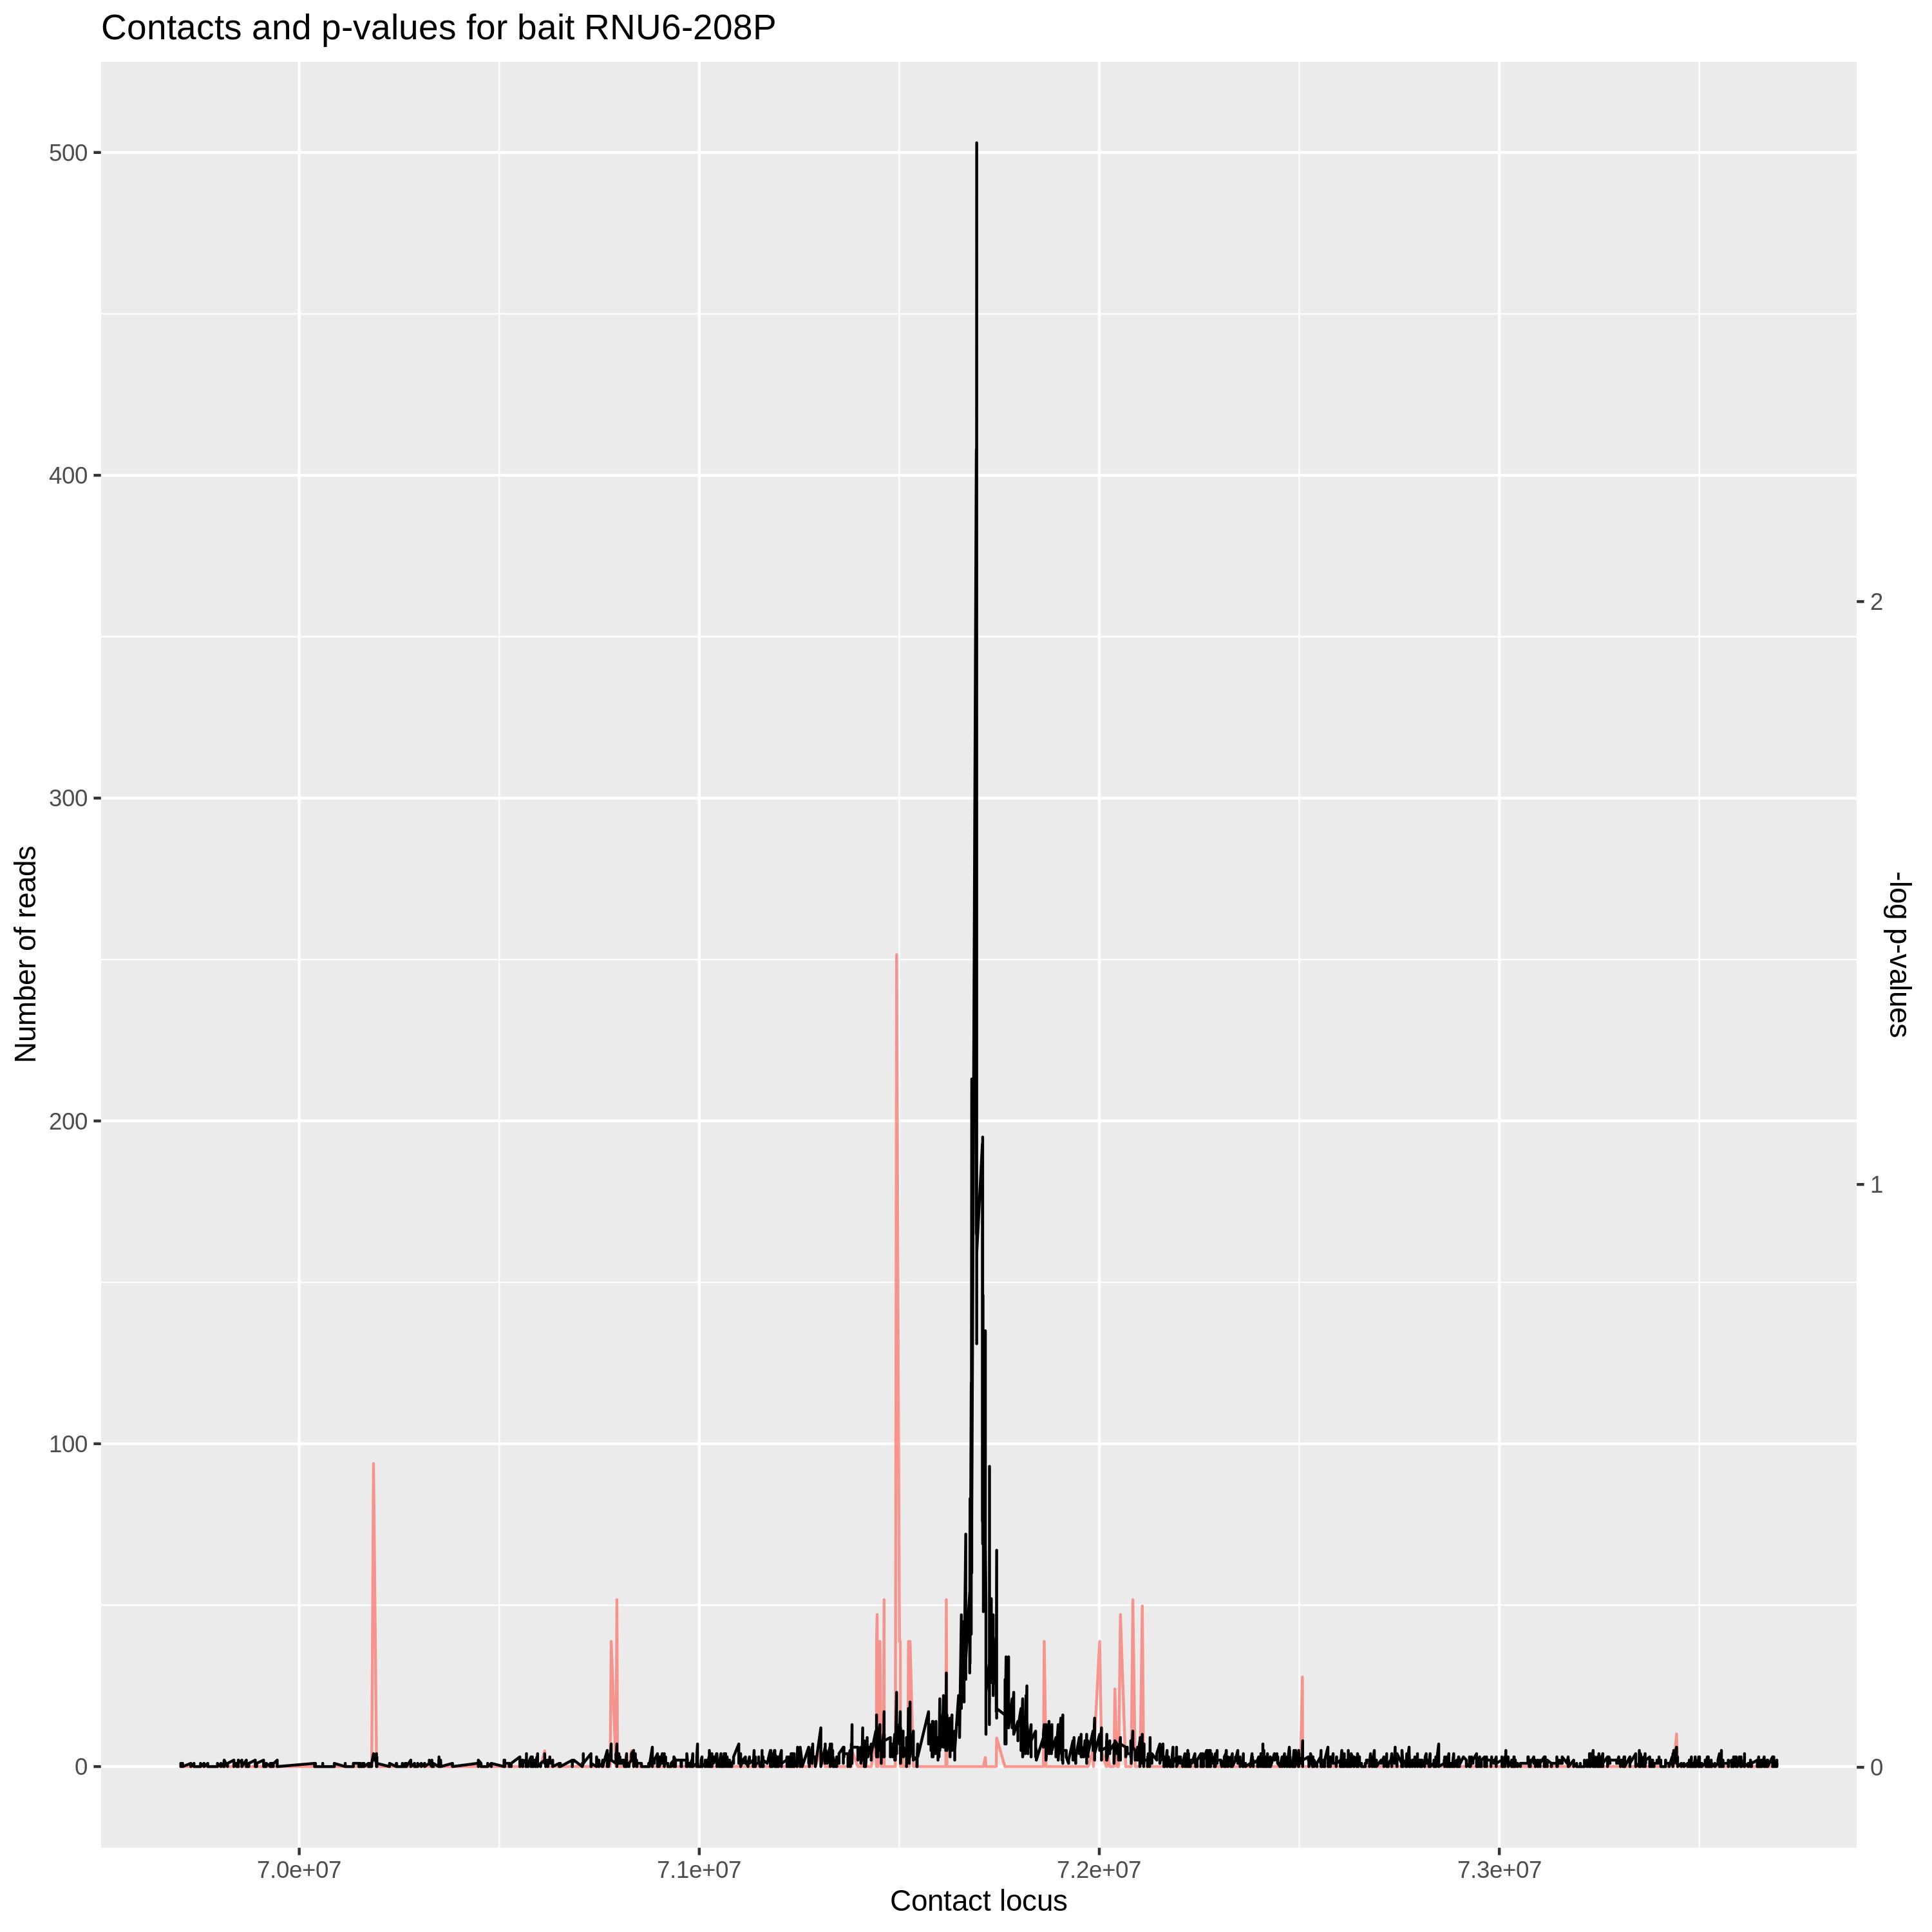 Contacts and p-values for bait RNU6-208P
500
400
300
200
100
0
Number of reads
2
1
0
-log p-values
7.0e+07
7.1e+07
7.2e+07
7.3e+07
Contact locus